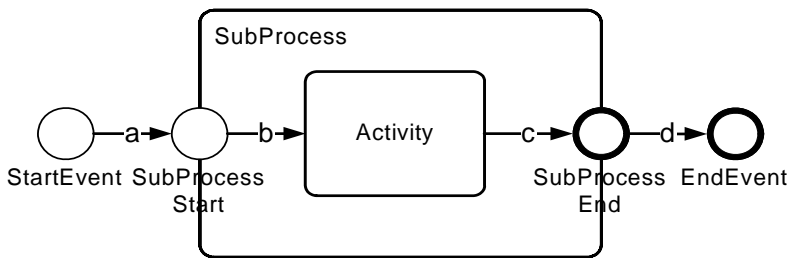 SubProcess
a
b
Activity
c
d
StartEvent
SubProcess
Start
SubProcess
End
EndEvent